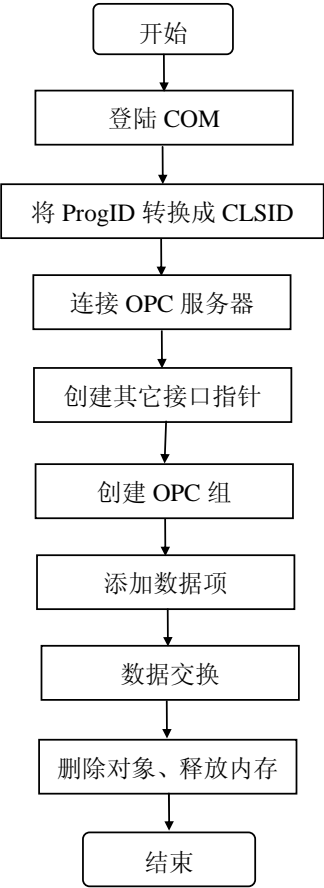 开始
登陆 COM
将 ProgID 转换成 CLSID
连接 OPC 服务器
创建其它接口指针
创建 OPC 组
添加数据项
数据交换
删除对象、释放内存
结束